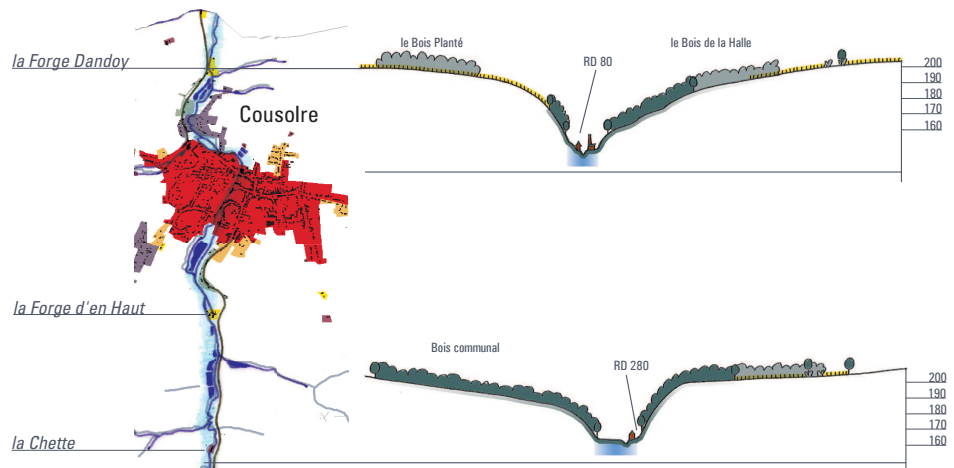 la Forge Dandoy
Cousolre
la Forge d'en Haut
la Chette
le Bois Planté
le Bois de la Halle
RD 80
200
190
180
170
160
Bois communal
RD 280
200
190
180
170
160